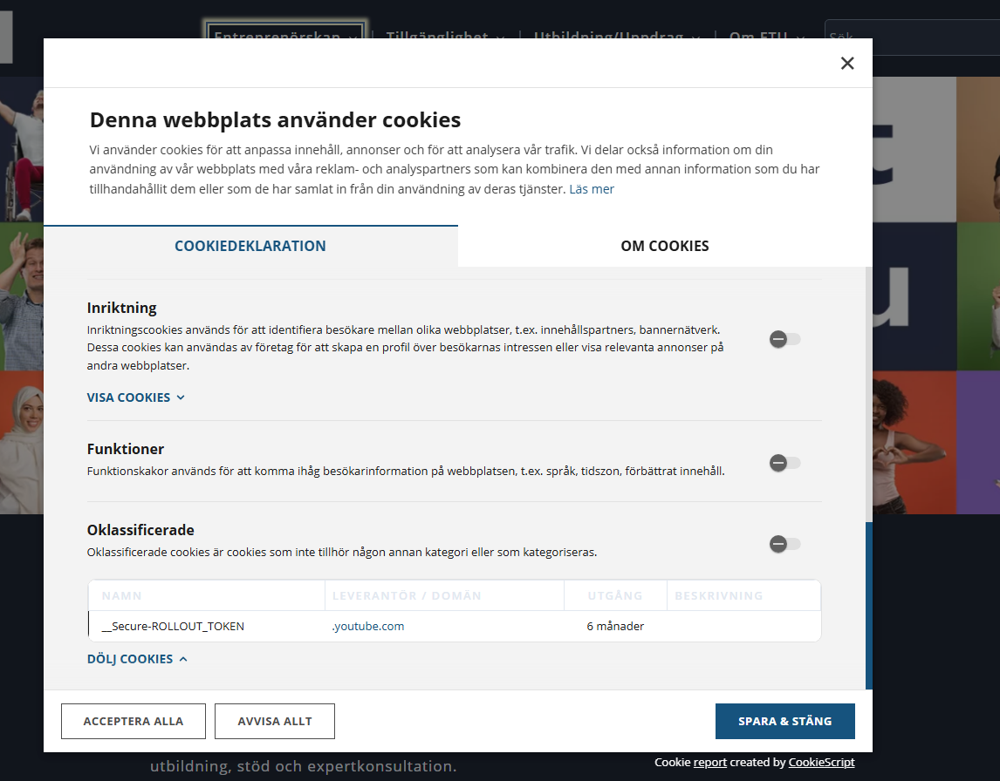 Entreprenörskap
Tillgänglighet
Utbildning/Uppdrag
Om FTU
Sök
Denna webbplats använder cookies
Vi använder cookies för att anpassa innehåll, annonser och för att analysera vår trafik. Vi delar också information om din
användning av vår webbplats med våra reklam- och analyspartners som kan kombinera den med annan information som du har
tillhandahållit dem eller som de har samlat in från din användning av deras tjänster. Läs mer
COOKIEDEKLARATION
OM COOKIES
Inriktning
Inriktningscookies används för att identifiera besökare mellan olika webbplatser, t.ex. innehållspartners, bannernätverk.
Dessa cookies kan användas av företag för att skapa en profil över besökarnas intressen eller visa relevanta annonser på
andra webbplatser.
VISA COOKIES
Funktioner
Funktionskakor används för att komma ihåg besökarinformation på webbplatsen, t.ex. språk, tidszon, förbättrat innehåll.
Oklassificerade
Oklassificerade cookies är cookies som inte tillhör någon annan kategori eller som kategoriseras.
NAMN LEVERANTÖR / DOMÄN UTGÅNG BESKRIVNING
__Secure-ROLLOUT_TOKEN .youtube.com 6 månader
DÖLJ COOKIES
ACCEPTERA ALLA
AVVISA ALLT
SPARA & STÄNG
Cookie report created by CookieScript
utbildning, stöd och expertkonsultation.